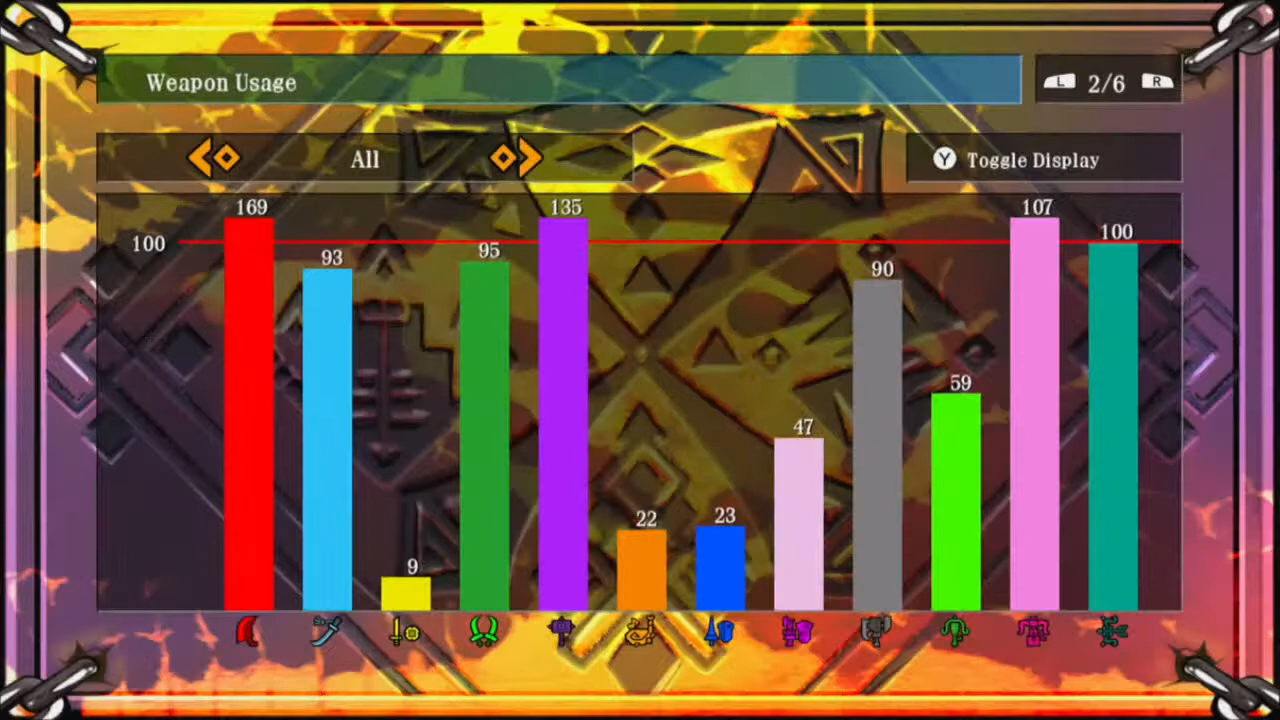 Weapon Usage
L 2/6 R
All
Y Toggle Display
169 135 107
100 93 95 90 100
59
47
22 23
9